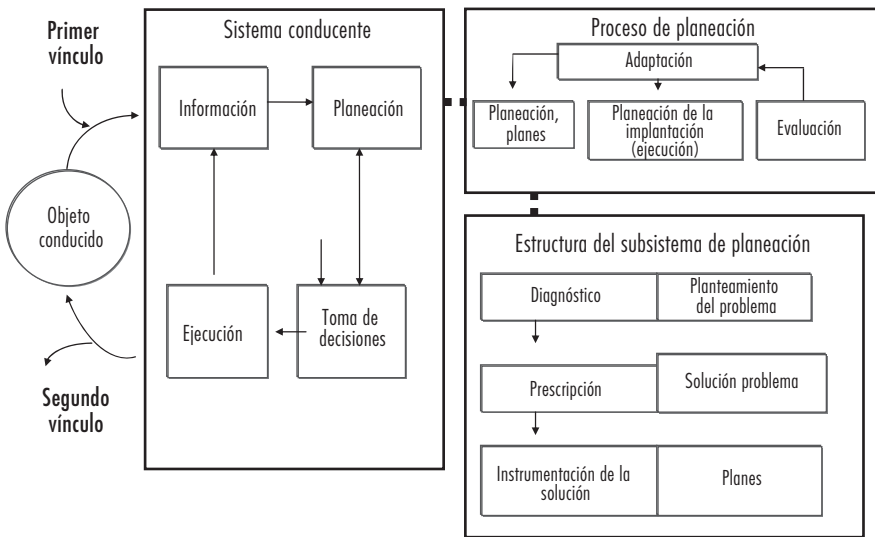 Primer
vínculo
Objeto
conducido
Segundo
vínculo
Sistema conducente
Información
Planeación
Ejecución
Toma de
decisiones
Proceso de planeación
Adaptación
Planeación,
planes
Planeación de la
implantación
(ejecución)
Evaluación
Estructura del subsistema de planeación
Diagnóstico
Planteamiento
del problema
Prescripción
Solución problema
Instrumentación de la
solución
Planes